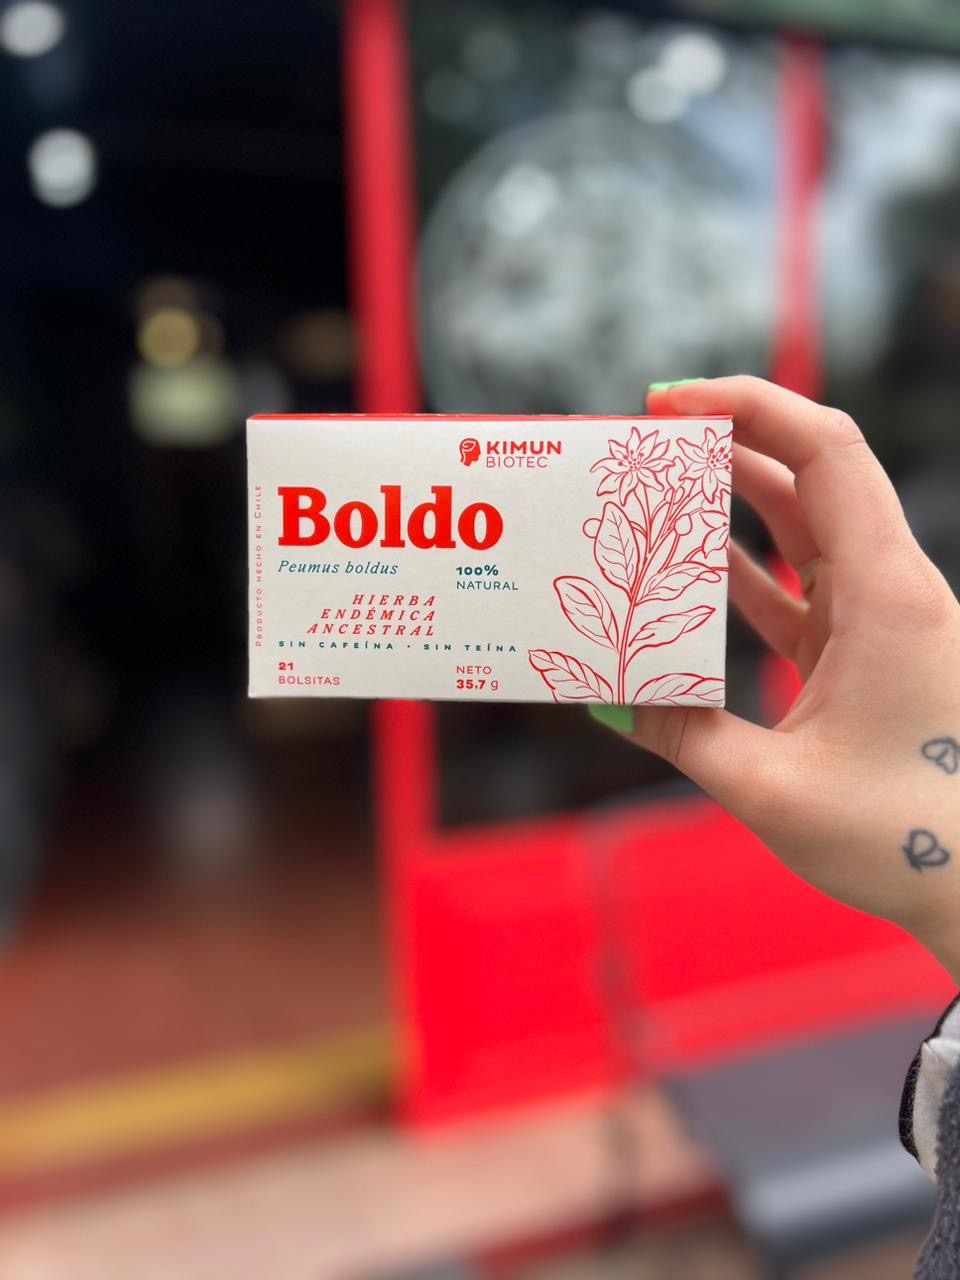 KIMUN
BIOTEC
Boldo
Peumus boldus
100%
NATURAL
HIERBA
ENDÉMICA
ANCESTRAL
SIN CAFEÍNA • SIN TEÍNA
21
BOLSITAS
NETO
35,7 g
PRODUCTO HECHO EN CHILE